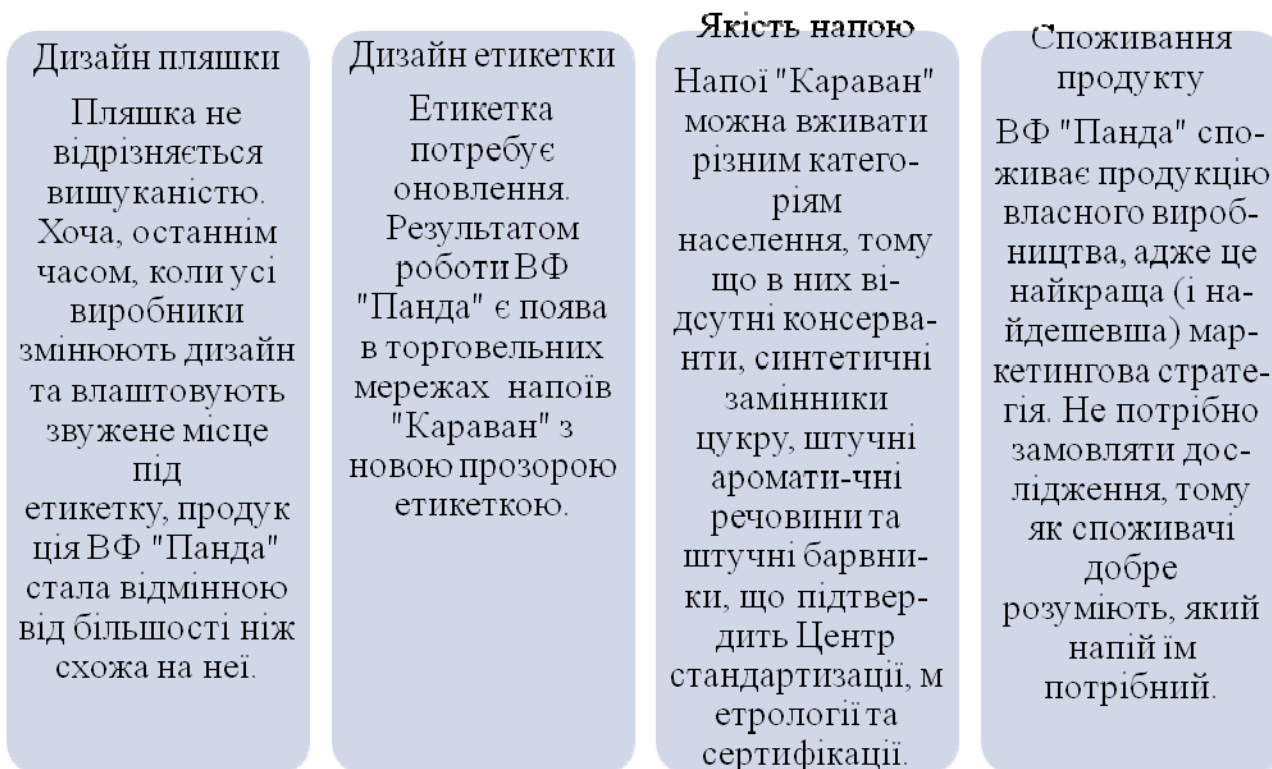 Дизайн пляшки
Пляшка не
відрізняється
вишуканістю.
Хоча, останнім
часом, коли усі
виробники
змінюють дизайн
та влаштовують
звужене місце
під
етикетку, продук
ція ВФ "Панда"
стала відмінною
від більшості ніж
схожа на неї.
Дизайн етикетки
Етикетка
потребує
оновлення.
Результатом
роботи ВФ
"Панда" є поява
в торговельних
мережах напоїв
"Караван" з
новою прозорою
етикеткою.
Якість напою
Напої "Караван"
можна вживати
різним катего-
ріям
населення, тому
що в них ві-
дсутні консерва-
нти, синтетичні
замінники
цукру, штучні
аромати-чні
речовини та
штучні барвни-
ки, що підтвер-
дить Центр
стандартизації, м
етрології та
сертифікації.
Споживання
продукту
ВФ "Панда" спо-
живає продукцію
власного вироб-
ництва, адже це
найкраща (і на-
йдешевша) мар-
кетингова страте-
гія. Не потрібно
замовляти дос-
лідження, тому
як споживачі
добре
розуміють, який
напій їм
потрібний.